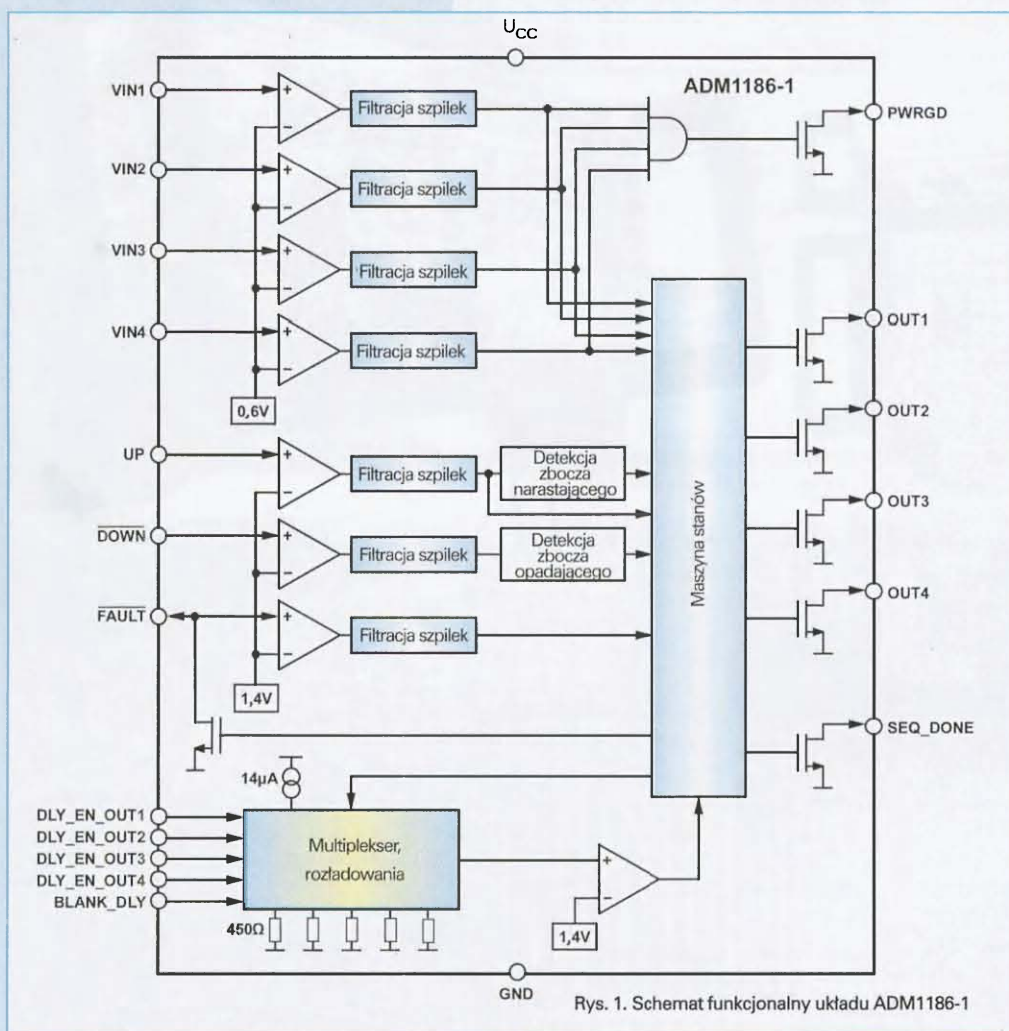 U_CC
ADM1186-1
VIN1
Filtracja szpilek
PWRGD
VIN2
Filtracja szpilek
VIN3
Filtracja szpilek
VIN4
Filtracja szpilek
OUT1
0,6V
OUT2
UP
Filtracja szpilek
Detekcja
zbocza
narastającego
OUT3
DOWN
Filtracja szpilek
Detekcja
zbocza
opadającego
Maszyna stanów
OUT4
FAULT
Filtracja szpilek
1,4V
SEQ_DONE
14µA
DLY_EN_OUT1
DLY_EN_OUT2
DLY_EN_OUT3
DLY_EN_OUT4
BLANK_DLY
Multiplekser,
rozładowania
450Ω
1,4V
GND
Rys. 1. Schemat funkcjonalny układu ADM1186-1